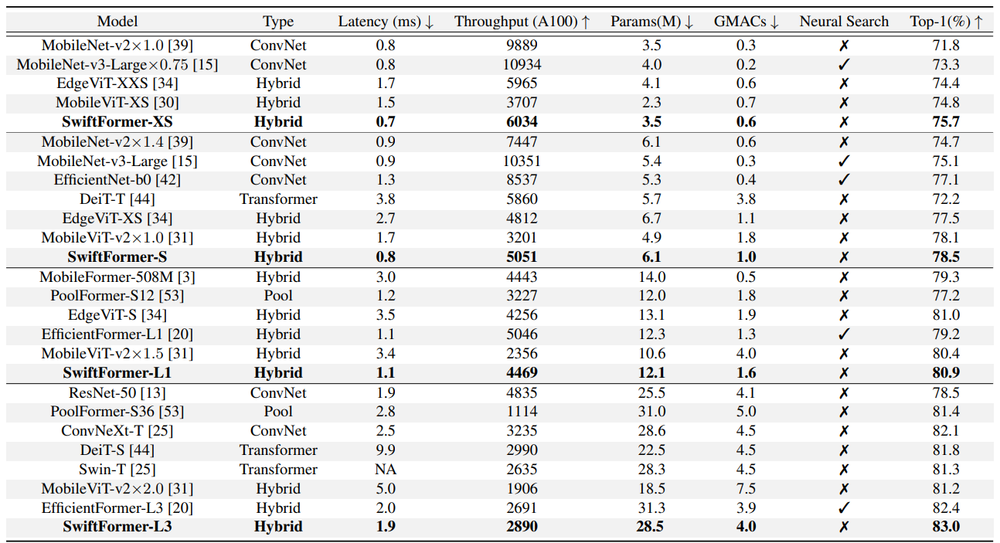 Model Type Latency (ms) ↓ Throughput (A100) ↑ Params(M) ↓ GMACs ↓ Neural Search Top-1(%) ↑
MobileNet-v2×1.0 [39] ConvNet 0.8 9889 3.5 0.3 ✗ 71.8
MobileNet-v3-Large×0.75 [15] ConvNet 0.8 10934 4.0 0.2 ✓ 73.3
EdgeViT-XXS [34] Hybrid 1.7 5965 4.1 0.6 ✗ 74.4
MobileViT-XS [30] Hybrid 1.5 3707 2.3 0.7 ✗ 74.8
SwiftFormer-XS Hybrid 0.7 6034 3.5 0.6 ✗ 75.7
MobileNet-v2×1.4 [39] ConvNet 0.9 7447 6.1 0.6 ✗ 74.7
MobileNet-v3-Large [15] ConvNet 0.9 10351 5.4 0.3 ✓ 75.1
EfficientNet-b0 [42] ConvNet 1.3 8537 5.3 0.4 ✓ 77.1
DeiT-T [44] Transformer 3.8 5860 5.7 3.8 ✗ 72.2
EdgeViT-XS [34] Hybrid 2.7 4812 6.7 1.1 ✗ 77.5
MobileViT-v2×1.0 [31] Hybrid 1.7 3201 4.9 1.8 ✗ 78.1
SwiftFormer-S Hybrid 0.8 5051 6.1 1.0 ✗ 78.5
MobileFormer-508M [3] Hybrid 3.0 4443 14.0 0.5 ✗ 79.3
PoolFormer-S12 [53] Pool 1.2 3227 12.0 1.8 ✗ 77.2
EdgeViT-S [34] Hybrid 3.5 4256 13.1 1.9 ✗ 81.0
EfficientFormer-L1 [20] Hybrid 1.1 5046 12.3 1.3 ✓ 79.2
MobileViT-v2×1.5 [31] Hybrid 3.4 2356 10.6 4.0 ✗ 80.4
SwiftFormer-L1 Hybrid 1.1 4469 12.1 1.6 ✗ 80.9
ResNet-50 [13] ConvNet 1.9 4835 25.5 4.1 ✗ 78.5
PoolFormer-S36 [53] Pool 2.8 1114 31.0 5.0 ✗ 81.4
ConvNeXt-T [25] ConvNet 2.5 3235 28.6 4.5 ✗ 82.1
DeiT-S [44] Transformer 9.9 2990 22.5 4.5 ✗ 81.8
Swin-T [25] Transformer NA 2635 28.3 4.5 ✗ 81.3
MobileViT-v2×2.0 [31] Hybrid 5.0 1906 18.5 7.5 ✗ 81.2
EfficientFormer-L3 [20] Hybrid 2.0 2691 31.3 3.9 ✓ 82.4
SwiftFormer-L3 Hybrid 1.9 2890 28.5 4.0 ✗ 83.0